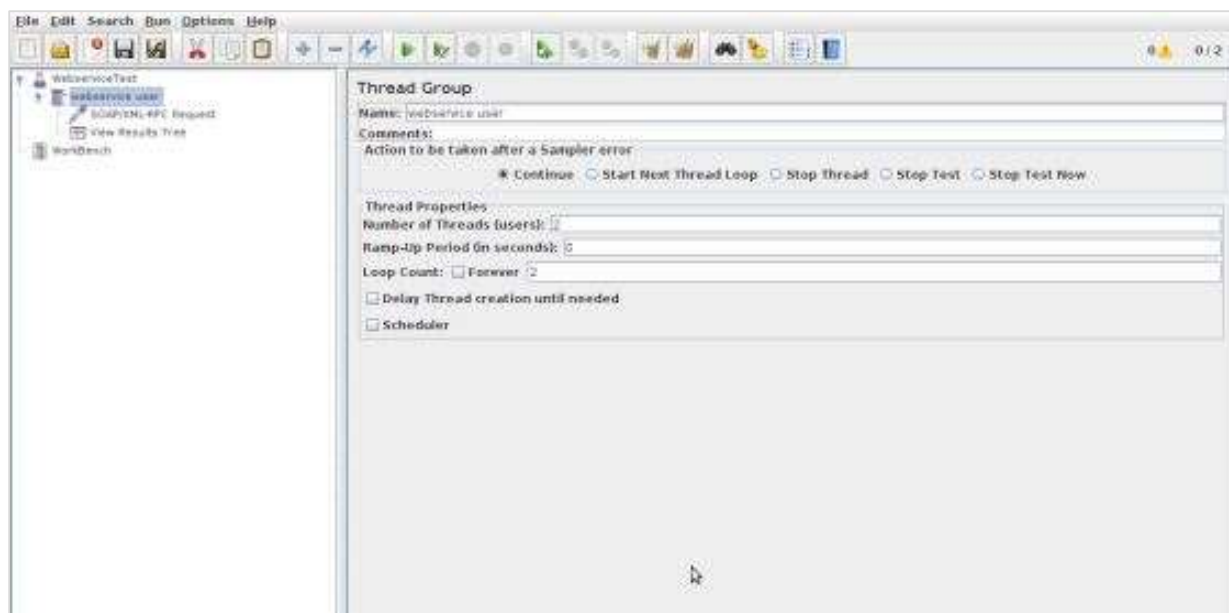 File Edit Search Run Options Help
0 0 / 2
WebserviceTest
webservice user
SOAP/XML-RPC Request
View Results Tree
WorkBench
Thread Group
Name: webservice user
Comments:
Action to be taken after a Sampler error
Continue Start Next Thread Loop Stop Thread Stop Test Stop Test Now
Thread Properties
Number of Threads (users): 2
Ramp-Up Period (in seconds): 0
Loop Count: Forever 2
Delay Thread creation until needed
Scheduler